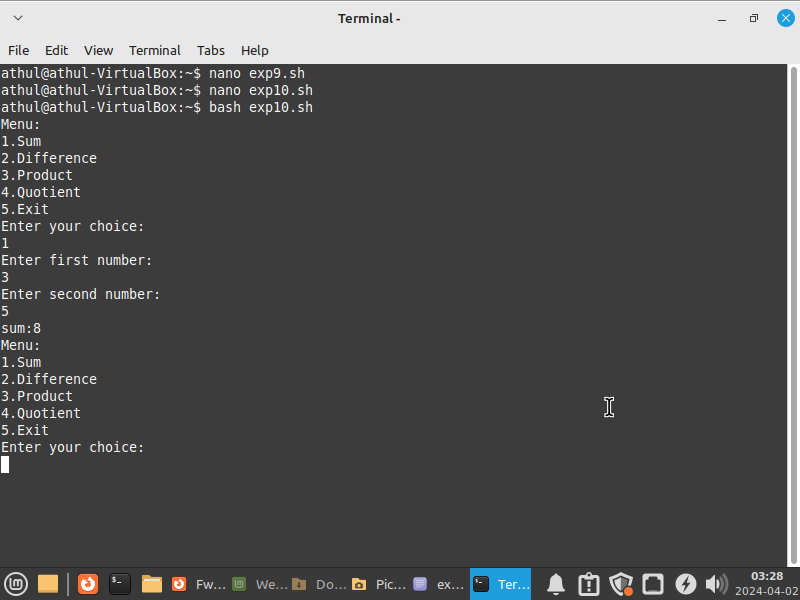 Terminal -
File Edit View Terminal Tabs Help
athul@athul-VirtualBox:~$ nano exp9.sh
athul@athul-VirtualBox:~$ nano exp10.sh
athul@athul-VirtualBox:~$ bash exp10.sh
Menu:
1.Sum
2.Difference
3.Product
4.Quotient
5.Exit
Enter your choice:
1
Enter first number:
3
Enter second number:
5
sum:8
Menu:
1.Sum
2.Difference
3.Product
4.Quotient
5.Exit
Enter your choice:
Fw... We... Do... Pic... ex... Ter...
03:28
2024-04-02